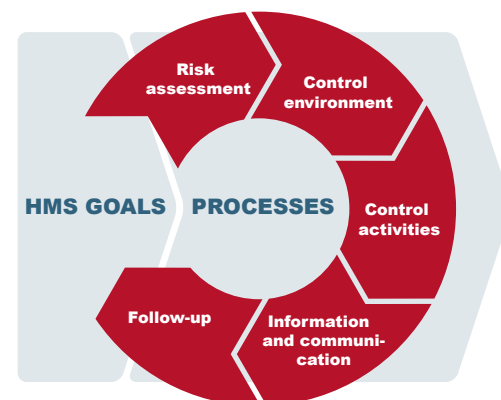 Risk
assessment
Control
environment
HMS GOALS
PROCESSES
Control
activities
Follow-up
Information
and communi-
cation